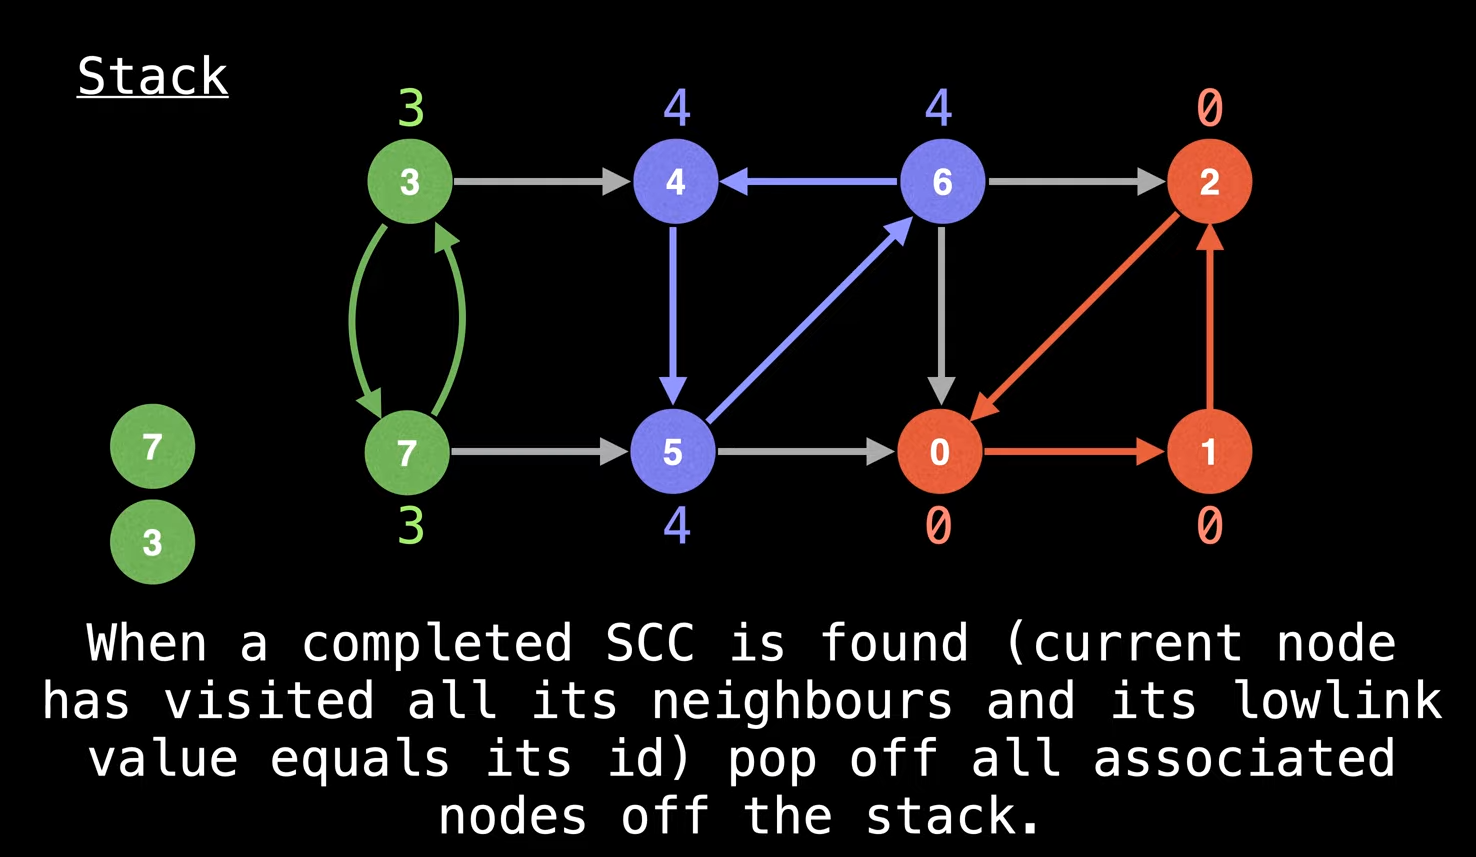 Stack
3 4 4 0
3 4 6 2
7
7 5 0 1
3
3 4 0 0
When a completed SCC is found (current node
has visited all its neighbours and its lowlink
value equals its id) pop off all associated
nodes off the stack.